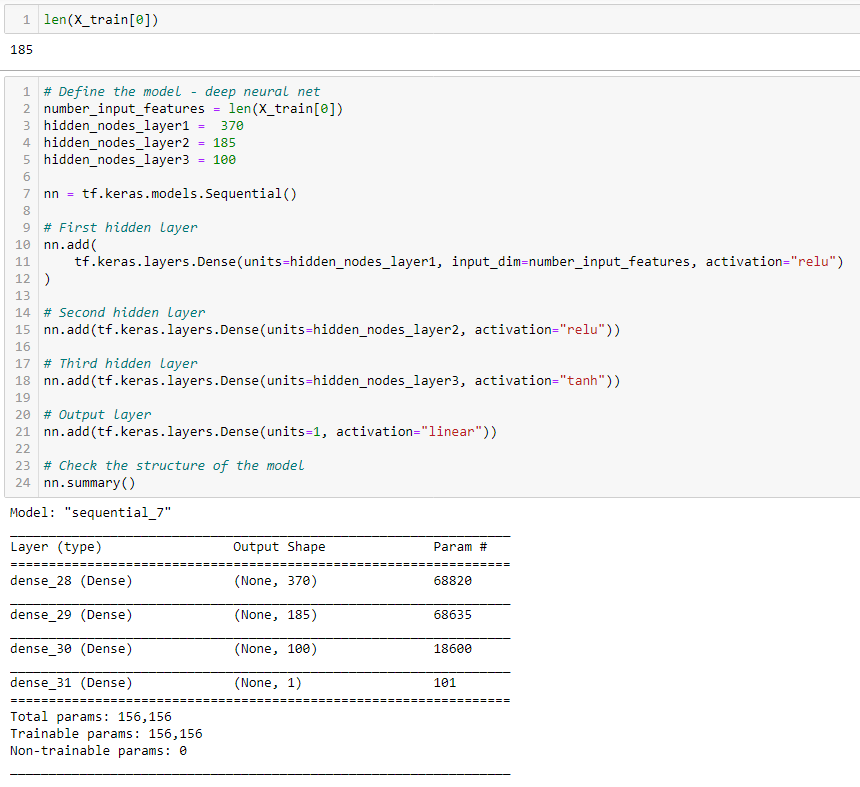 1 len(X_train[0])
185
1 # Define the model - deep neural net
2 number_input_features = len(X_train[0])
3 hidden_nodes_layer1 =  370
4 hidden_nodes_layer2 = 185
5 hidden_nodes_layer3 = 100
6
7 nn = tf.keras.models.Sequential()
8
9 # First hidden layer
10 nn.add(
11     tf.keras.layers.Dense(units=hidden_nodes_layer1, input_dim=number_input_features, activation="relu")
12 )
13
14 # Second hidden layer
15 nn.add(tf.keras.layers.Dense(units=hidden_nodes_layer2, activation="relu"))
16
17 # Third hidden layer
18 nn.add(tf.keras.layers.Dense(units=hidden_nodes_layer3, activation="tanh"))
19
20 # Output layer
21 nn.add(tf.keras.layers.Dense(units=1, activation="linear"))
22
23 # Check the structure of the model
24 nn.summary()
Model: "sequential_7"
_________________________________________________________________
Layer (type)                 Output Shape              Param #
=================================================================
dense_28 (Dense)             (None, 370)               68820
_________________________________________________________________
dense_29 (Dense)             (None, 185)               68635
_________________________________________________________________
dense_30 (Dense)             (None, 100)               18600
_________________________________________________________________
dense_31 (Dense)             (None, 1)                 101
=================================================================
Total params: 156,156
Trainable params: 156,156
Non-trainable params: 0
_________________________________________________________________